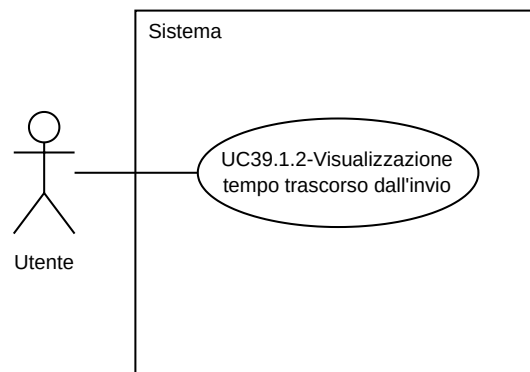 Sistema
UC39.1.2-Visualizzazione
tempo trascorso dall'invio
Utente